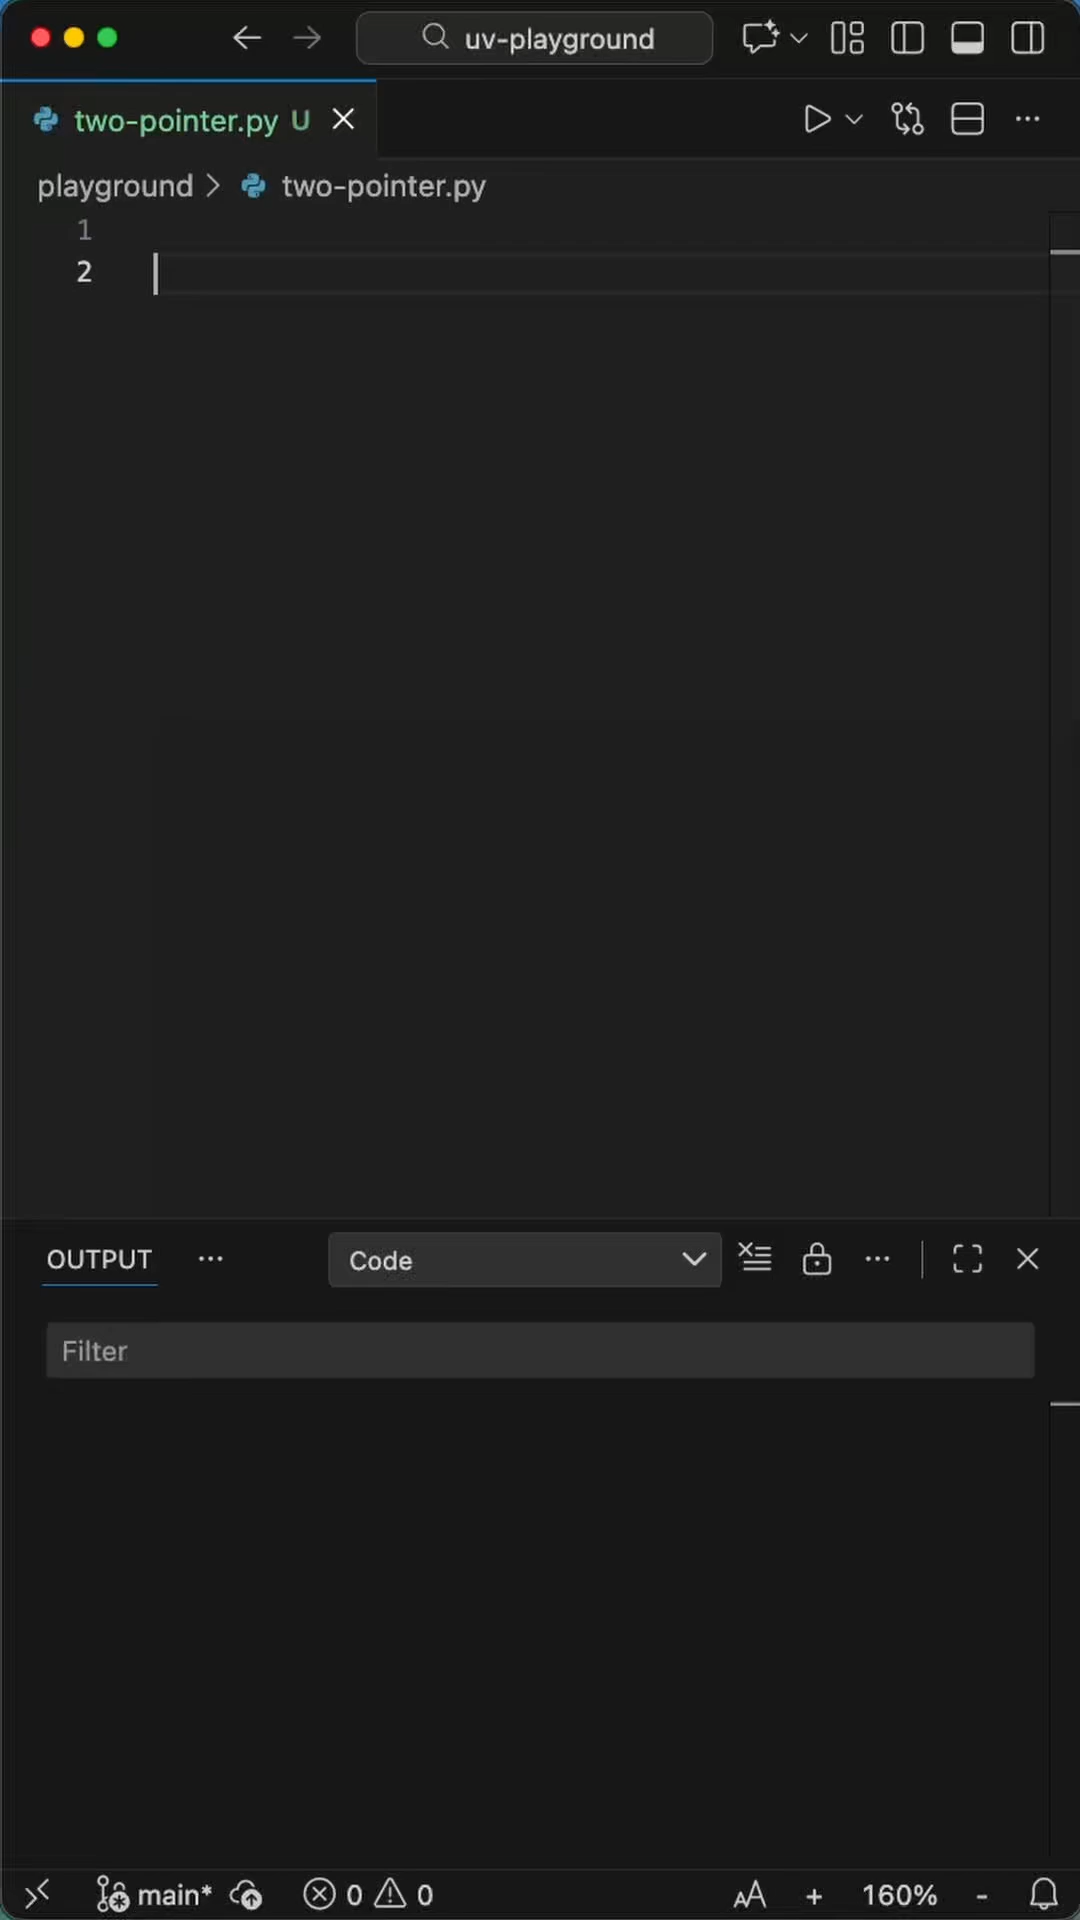 uv-playground
two-pointer.py U
playground > two-pointer.py
1
2
OUTPUT
Code
Filter
main* 0 0 160%